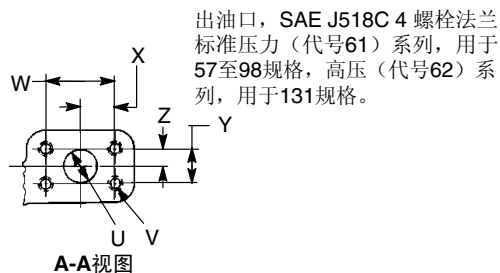 出油口，SAE J518C 4 螺栓法兰
标准压力（代号61）系列，用于
57至98规格，高压（代号62）系
列，用于131规格。
X
W
Z
Y
U
V
A-A视图